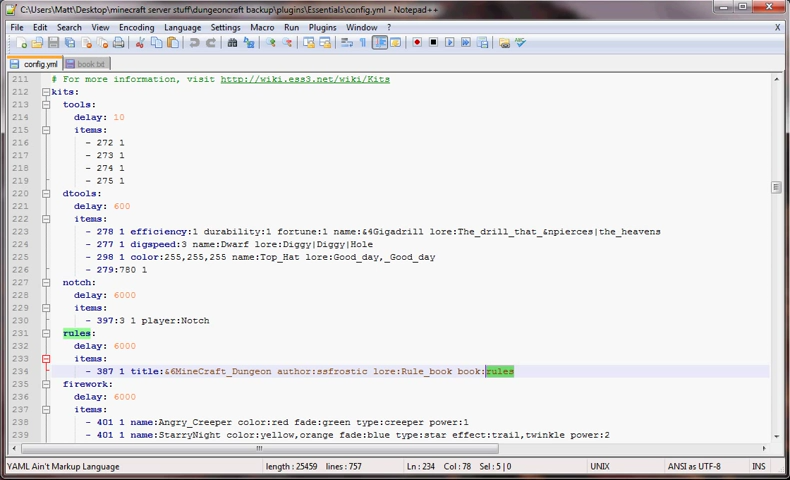 C:\Users\Matt\Desktop\minecraft server stuff\dungeoncraft backup\plugins\Essentials\config.yml - Notepad++
File Edit Search View Encoding Language Settings Macro Run Plugins Window ? X
config.yml book.txt
211 # For more information, visit http://wiki.ess3.net/wiki/Kits
212 kits:
213 tools:
214 delay: 10
215 items:
216 - 272 1
217 - 273 1
218 - 274 1
219 - 275 1
220 dtools:
221 delay: 600
222 items:
223 - 278 1 efficiency:1 durability:1 fortune:1 name:&4Gigadrill lore:The_drill_that_&npierces|the_heavens
224 - 277 1 digspeed:3 name:Dwarf lore:Diggy|Diggy|Hole
225 - 298 1 color:255,255,255 name:Top_Hat lore:Good_day,_Good_day
226 - 279:780 1
227 notch:
228 delay: 6000
229 items:
230 - 397:3 1 player:Notch
231 rules:
232 delay: 6000
233 items:
234 - 387 1 title:&6MineCraft_Dungeon author:ssfrostic lore:Rule_book book:rules
235 firework:
236 delay: 6000
237 items:
238 - 401 1 name:Angry_Creeper color:red fade:green type:creeper power:1
239 - 401 1 name:StarryNight color:yellow,orange fade:blue type:star effect:trail,twinkle power:2
YAML Ain't Markup Language length : 25459 lines : 757 Ln : 234 Col : 78 Sel : 5 | 0 UNIX ANSI as UTF-8 INS